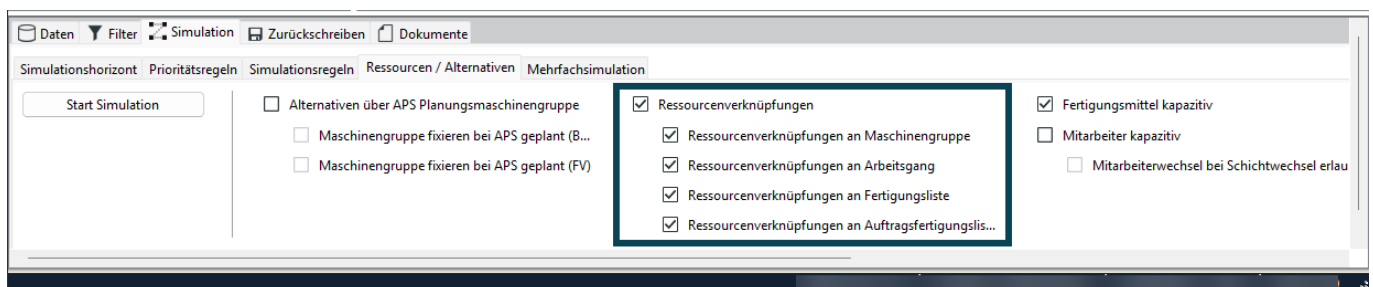 Daten Filter Simulation Zurückschreiben Dokumente
Simulationshorizont Prioritätsregeln Simulationsregeln Ressourcen / Alternativen Mehrfachsimulation
Start Simulation
Alternativen über APS Planungsmaschinengruppe
Maschinengruppe fixieren bei APS geplant (B...
Maschinengruppe fixieren bei APS geplant (FV)
Ressourcenverknüpfungen
Ressourcenverknüpfungen an Maschinengruppe
Ressourcenverknüpfungen an Arbeitsgang
Ressourcenverknüpfungen an Fertigungsliste
Ressourcenverknüpfungen an Auftragsfertigungslis...
Fertigungsmittel kapazitiv
Mitarbeiter kapazitiv
Mitarbeiterwechsel bei Schichtwechsel erlau